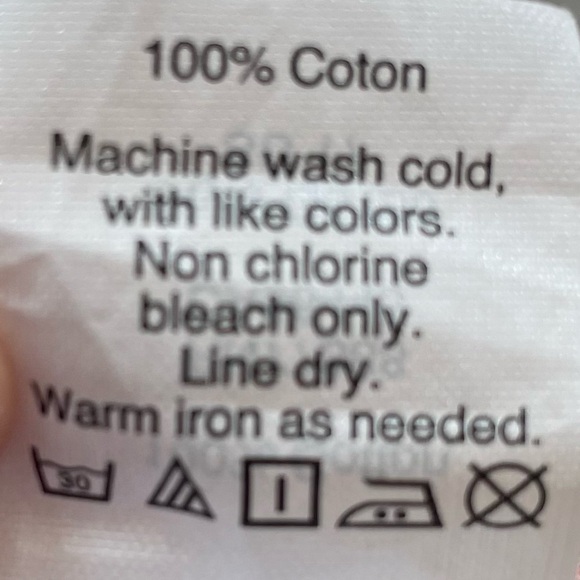 100% Coton
Machine wash cold,
with like colors.
Non chlorine
bleach only.
Line dry.
Warm iron as needed.
30